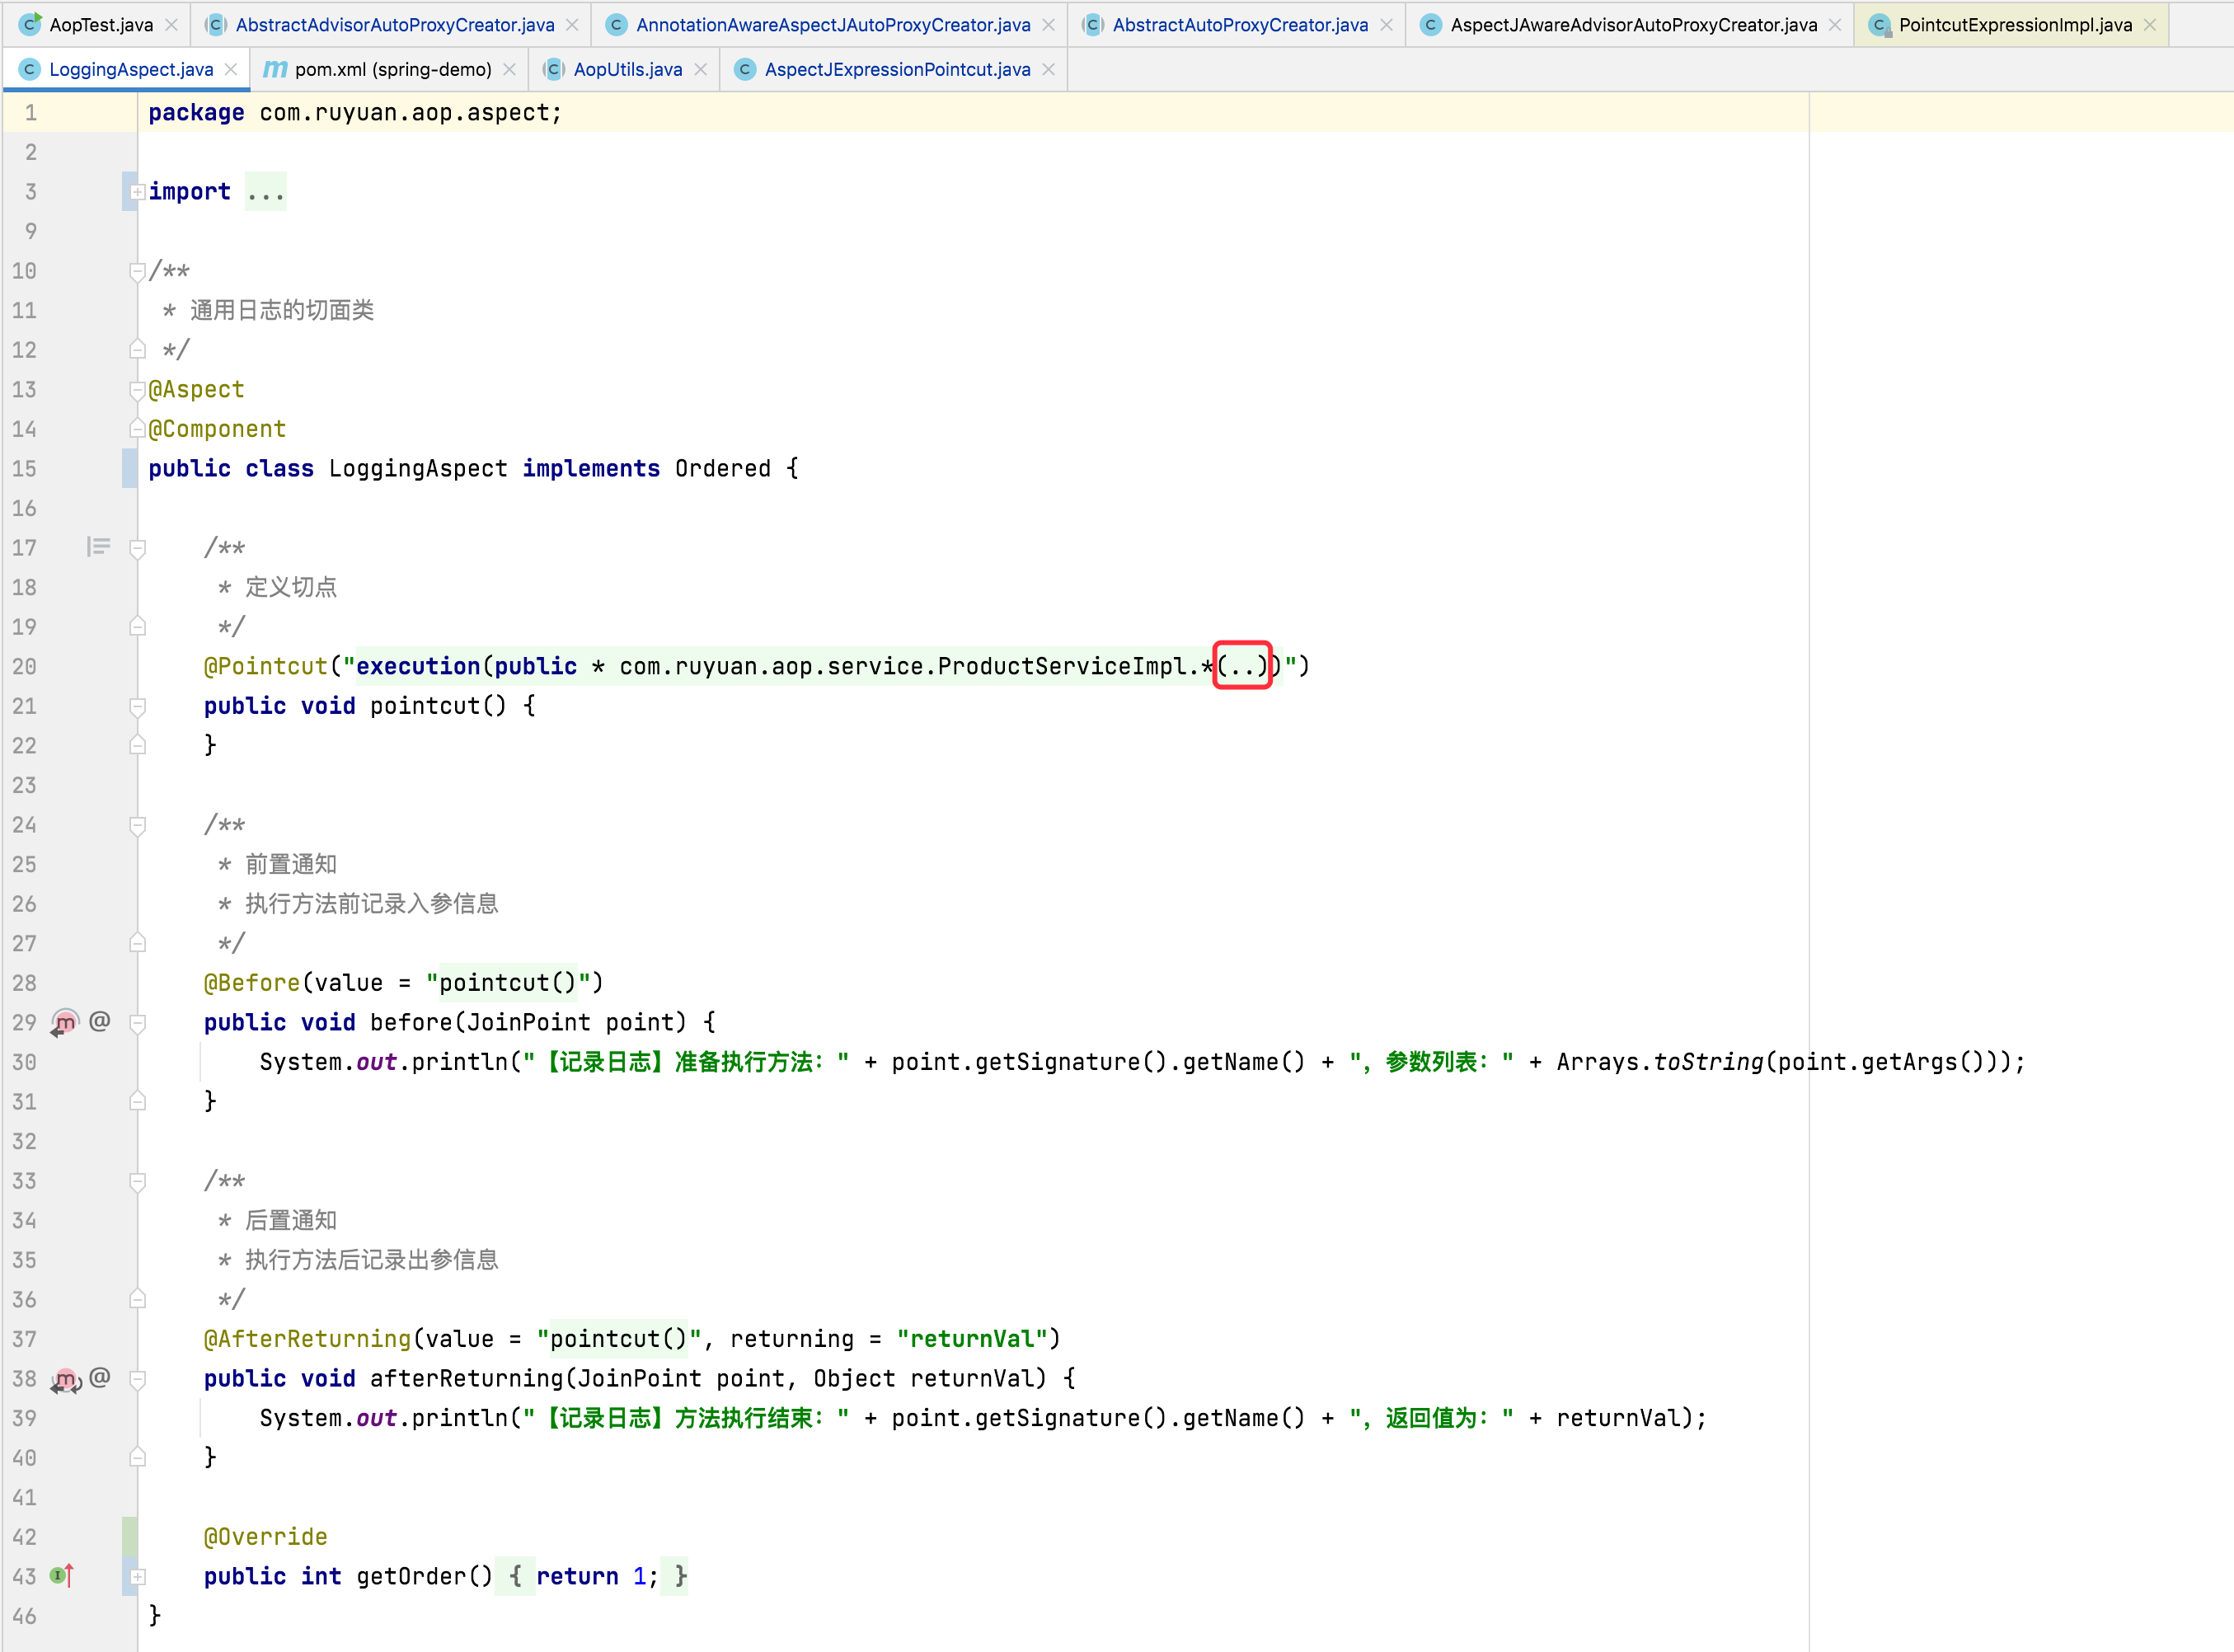 AopTest.java AbstractAdvisorAutoProxyCreator.java AnnotationAwareAspectJAutoProxyCreator.java AbstractAutoProxyCreator.java AspectJAwareAdvisorAutoProxyCreator.java PointcutExpressionImpl.java
LoggingAspect.java pom.xml (spring-demo) AopUtils.java AspectJExpressionPointcut.java
1 package com.ruyuan.aop.aspect;
2
3 import ...
9
10 /**
11 * 通用日志的切面类
12 */
13 @Aspect
14 @Component
15 public class LoggingAspect implements Ordered {
16
17 /**
18 * 定义切点
19 */
20 @Pointcut("execution(public * com.ruyuan.aop.service.ProductServiceImpl.*(..))")
21 public void pointcut() {
22 }
23
24 /**
25 * 前置通知
26 * 执行方法前记录入参信息
27 */
28 @Before(value = "pointcut()")
29 public void before(JoinPoint point) {
30 System.out.println("【记录日志】准备执行方法：" + point.getSignature().getName() + "，参数列表：" + Arrays.toString(point.getArgs()));
31 }
32
33 /**
34 * 后置通知
35 * 执行方法后记录出参信息
36 */
37 @AfterReturning(value = "pointcut()", returning = "returnVal")
38 public void afterReturning(JoinPoint point, Object returnVal) {
39 System.out.println("【记录日志】方法执行结束：" + point.getSignature().getName() + "，返回值为：" + returnVal);
40 }
41
42 @Override
43 public int getOrder() { return 1; }
46 }